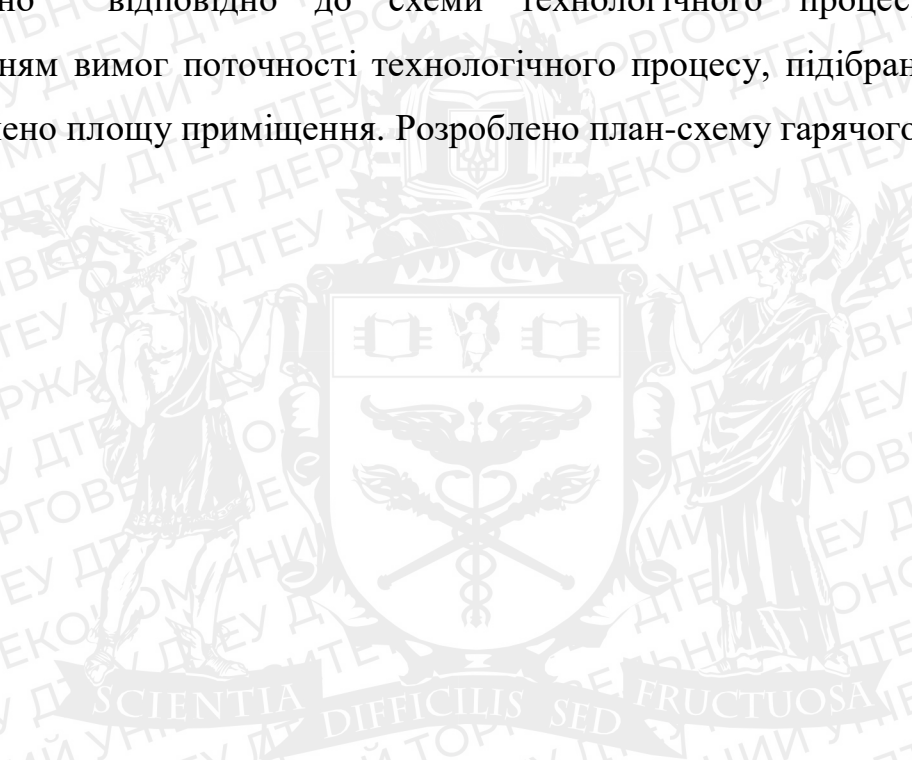 но відповідно до схеми технологічного процес
ням вимог поточності технологічного процесу, підібран
ено площу приміщення. Розроблено план-схему гарячого
SCIENTIA DIFFICILIS SED FRUCTUOSA